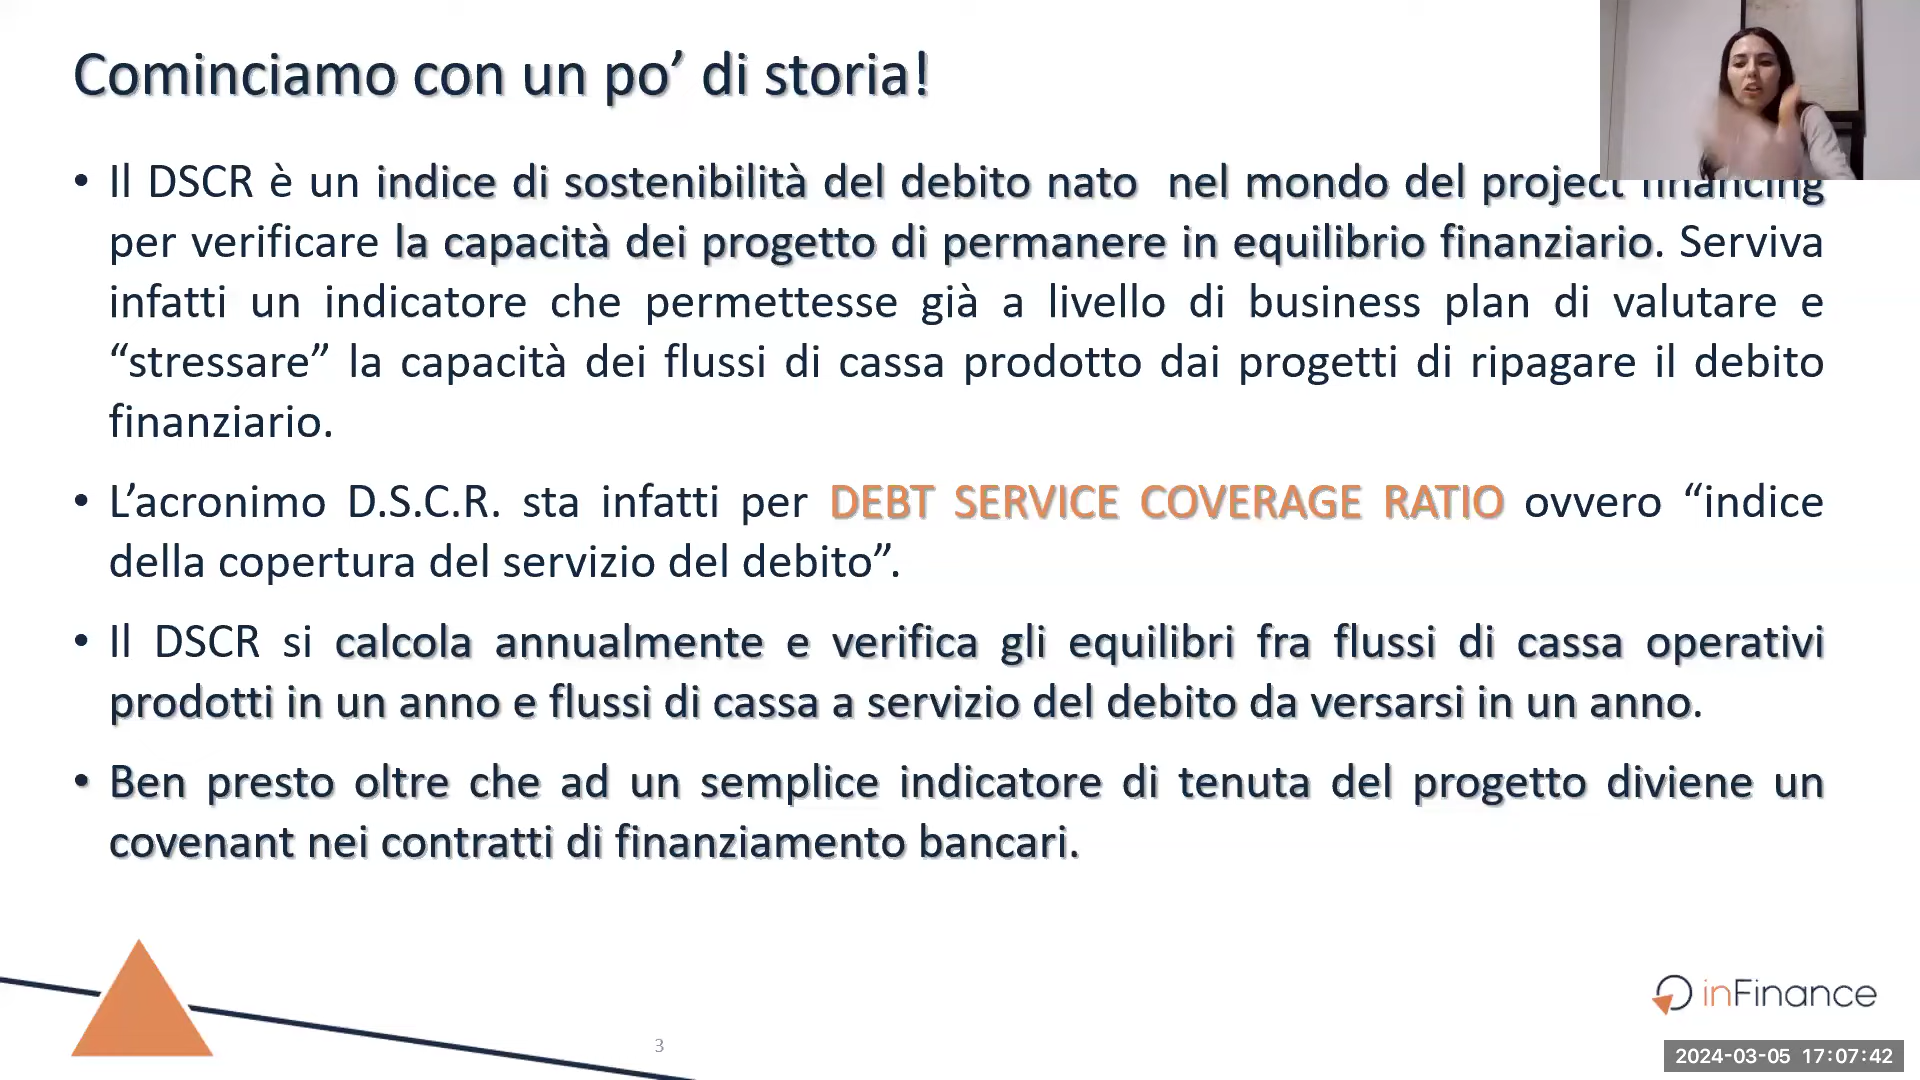 Cominciamo con un po’ di storia!
• Il DSCR è un indice di sostenibilità del debito nato nel mondo del project financing
per verificare la capacità dei progetto di permanere in equilibrio finanziario. Serviva
infatti un indicatore che permettesse già a livello di business plan di valutare e
“stressare” la capacità dei flussi di cassa prodotto dai progetti di ripagare il debito
finanziario.
• L’acronimo D.S.C.R. sta infatti per DEBT SERVICE COVERAGE RATIO ovvero “indice
della copertura del servizio del debito”.
• Il DSCR si calcola annualmente e verifica gli equilibri fra flussi di cassa operativi
prodotti in un anno e flussi di cassa a servizio del debito da versarsi in un anno.
• Ben presto oltre che ad un semplice indicatore di tenuta del progetto diviene un
covenant nei contratti di finanziamento bancari.
inFinance
3
2024-03-05 17:07:42